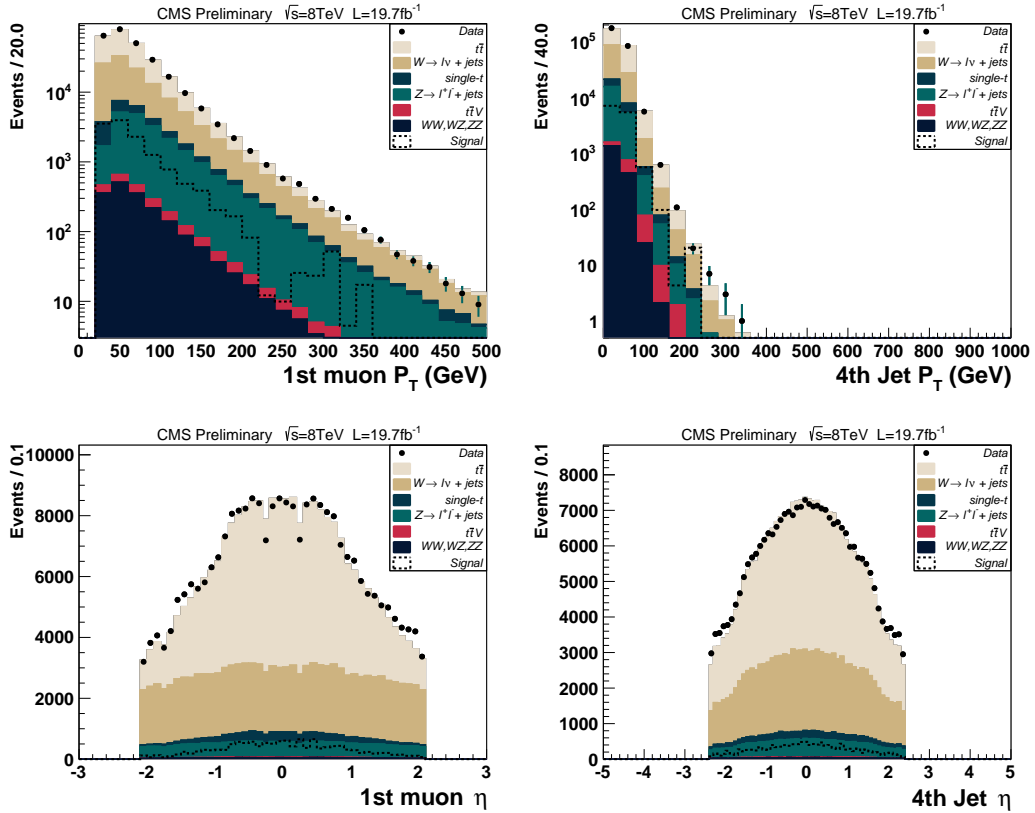 CMS Preliminary √s=8TeV L=19.7fb⁻¹
Events / 20.0
10⁴
10³
10²
10
Data
tt̄
W→ lν + jets
single-t
Z→ l⁺l⁻ + jets
tt̄V
WW,WZ,ZZ
Signal
0 50 100 150 200 250 300 350 400 450 500
1st muon P_T (GeV)
CMS Preliminary √s=8TeV L=19.7fb⁻¹
Events / 40.0
10⁵
10⁴
10³
10²
10
1
Data
tt̄
W→ lν + jets
single-t
Z→ l⁺l⁻ + jets
tt̄V
WW,WZ,ZZ
Signal
0 100 200 300 400 500 600 700 800 900 1000
4th Jet P_T (GeV)
CMS Preliminary √s=8TeV L=19.7fb⁻¹
Events / 0.1
10000
8000
6000
4000
2000
0
Data
tt̄
W→ lν + jets
single-t
Z→ l⁺l⁻ + jets
tt̄V
WW,WZ,ZZ
Signal
-3 -2 -1 0 1 2 3
1st muon η
CMS Preliminary √s=8TeV L=19.7fb⁻¹
Events / 0.1
8000
7000
6000
5000
4000
3000
2000
1000
0
Data
tt̄
W→ lν + jets
single-t
Z→ l⁺l⁻ + jets
tt̄V
WW,WZ,ZZ
Signal
-5 -4 -3 -2 -1 0 1 2 3 4 5
4th Jet η